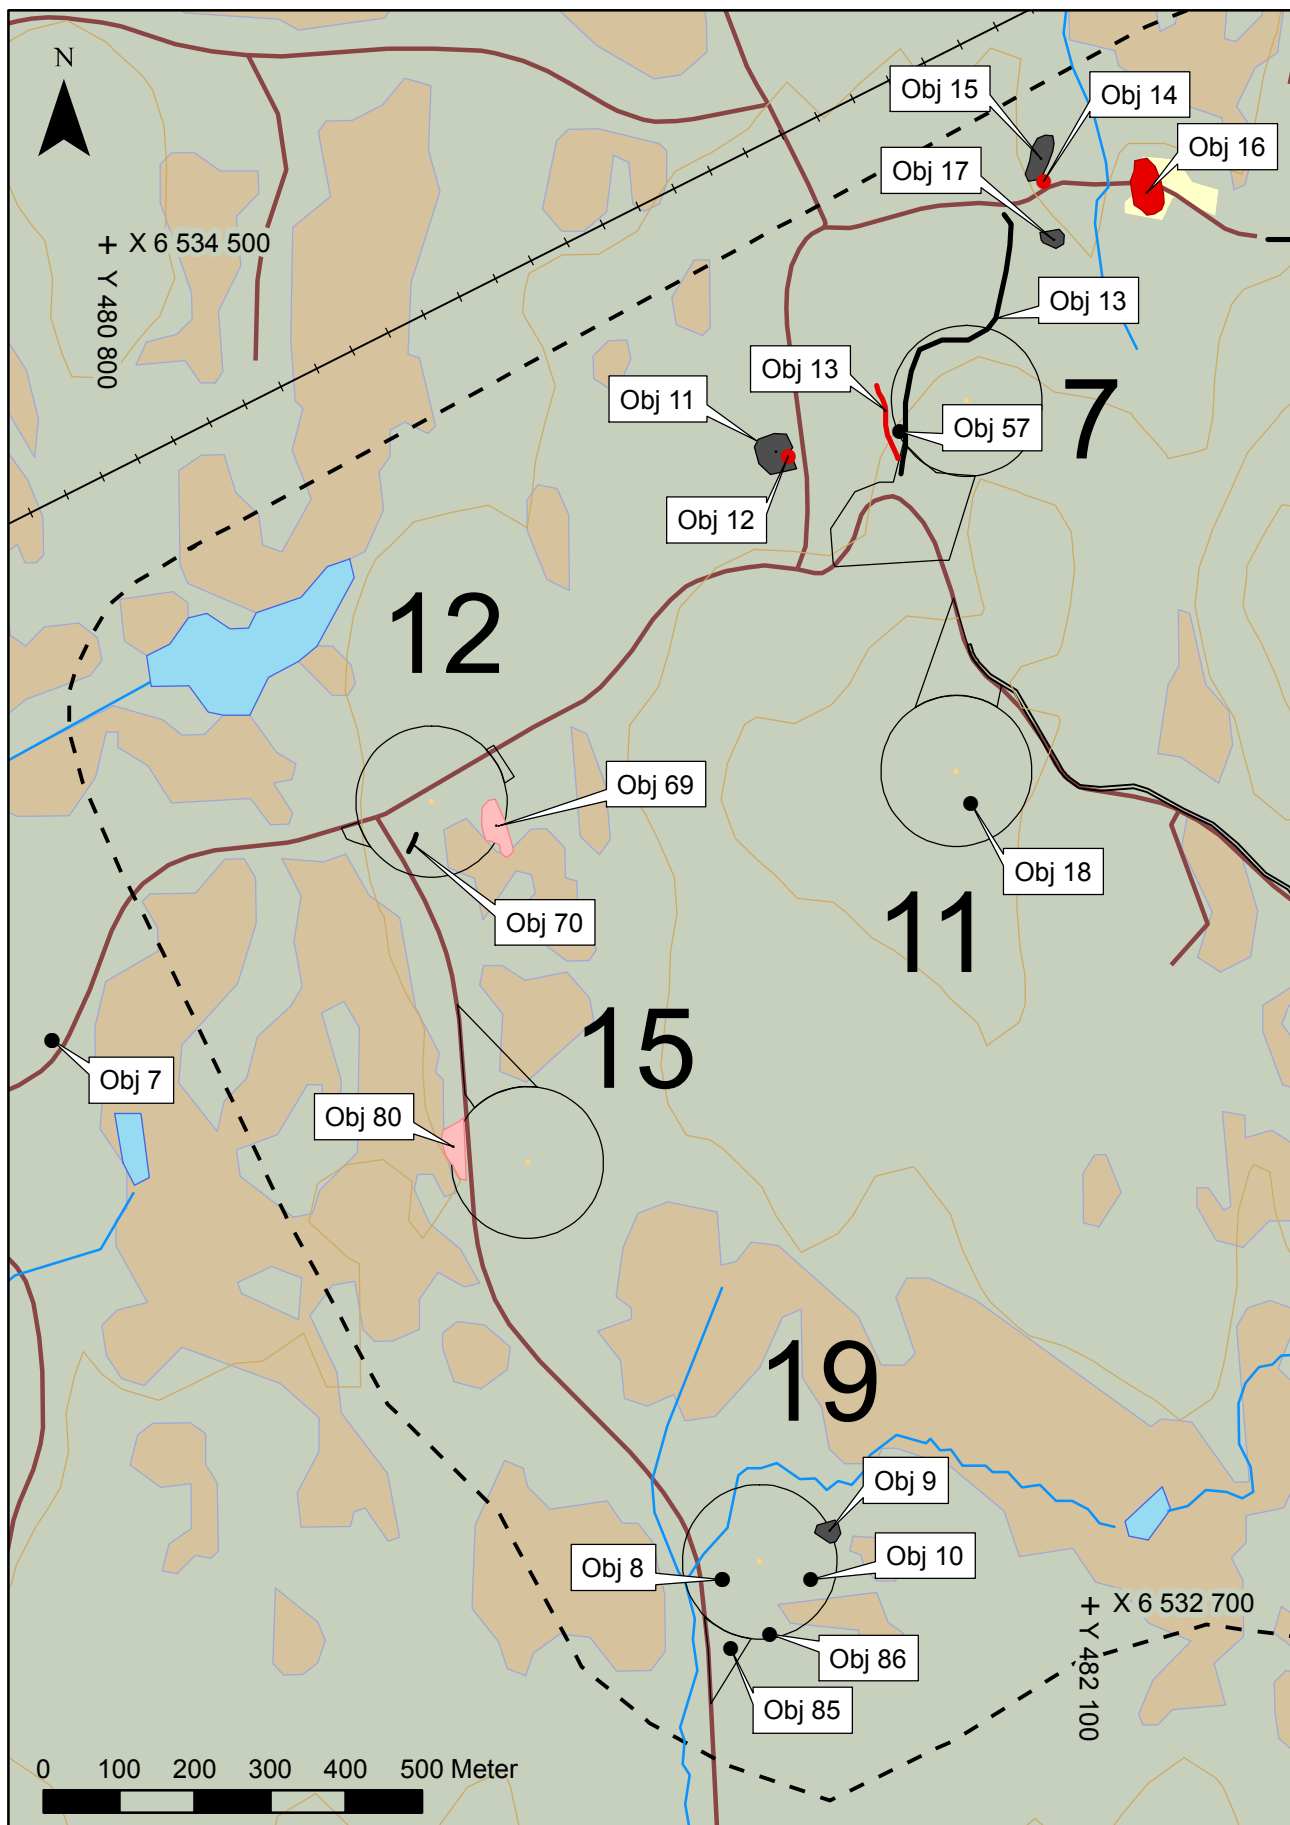 N
Obj 15
Obj 14
Obj 16
Obj 17
X 6 534 500
Y 480 800
Obj 13
Obj 13
7
Obj 11
Obj 57
Obj 12
12
Obj 69
Obj 18
Obj 70
11
15
Obj 7
Obj 80
19
Obj 9
Obj 8
Obj 10
X 6 532 700
Y 482 100
Obj 86
Obj 85
0 100 200 300 400 500 Meter